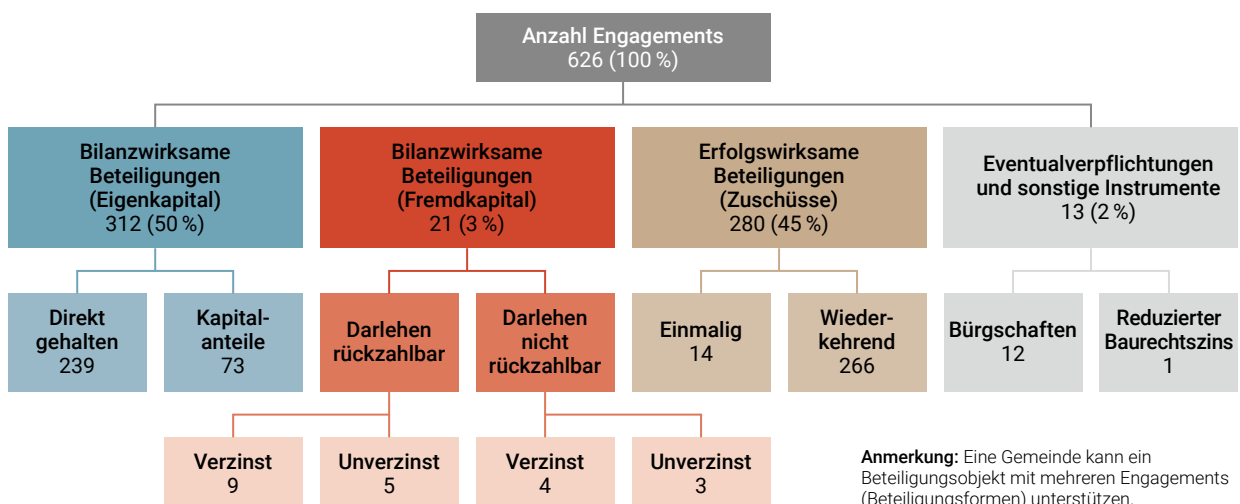 Anzahl Engagements
626 (100 %)
Bilanzwirksame
Beteiligungen
(Eigenkapital)
312 (50 %)
Bilanzwirksame
Beteiligungen
(Fremdkapital)
21 (3 %)
Erfolgswirksame
Beteiligungen
(Zuschüsse)
280 (45 %)
Eventualverpflichtungen
und sonstige Instrumente
13 (2 %)
Direkt
gehalten
239
Kapital-
anteile
73
Darlehen
rückzahlbar
Darlehen
nicht
rückzahlbar
Einmalig
14
Wieder-
kehrend
266
Bürgschaften
12
Reduzierter
Baurechtszins
1
Verzinst
9
Unverzinst
5
Verzinst
4
Unverzinst
3
Anmerkung: Eine Gemeinde kann ein
Beteiligungsobjekt mit mehreren Engagements
(Beteiligungsformen) unterstützen.